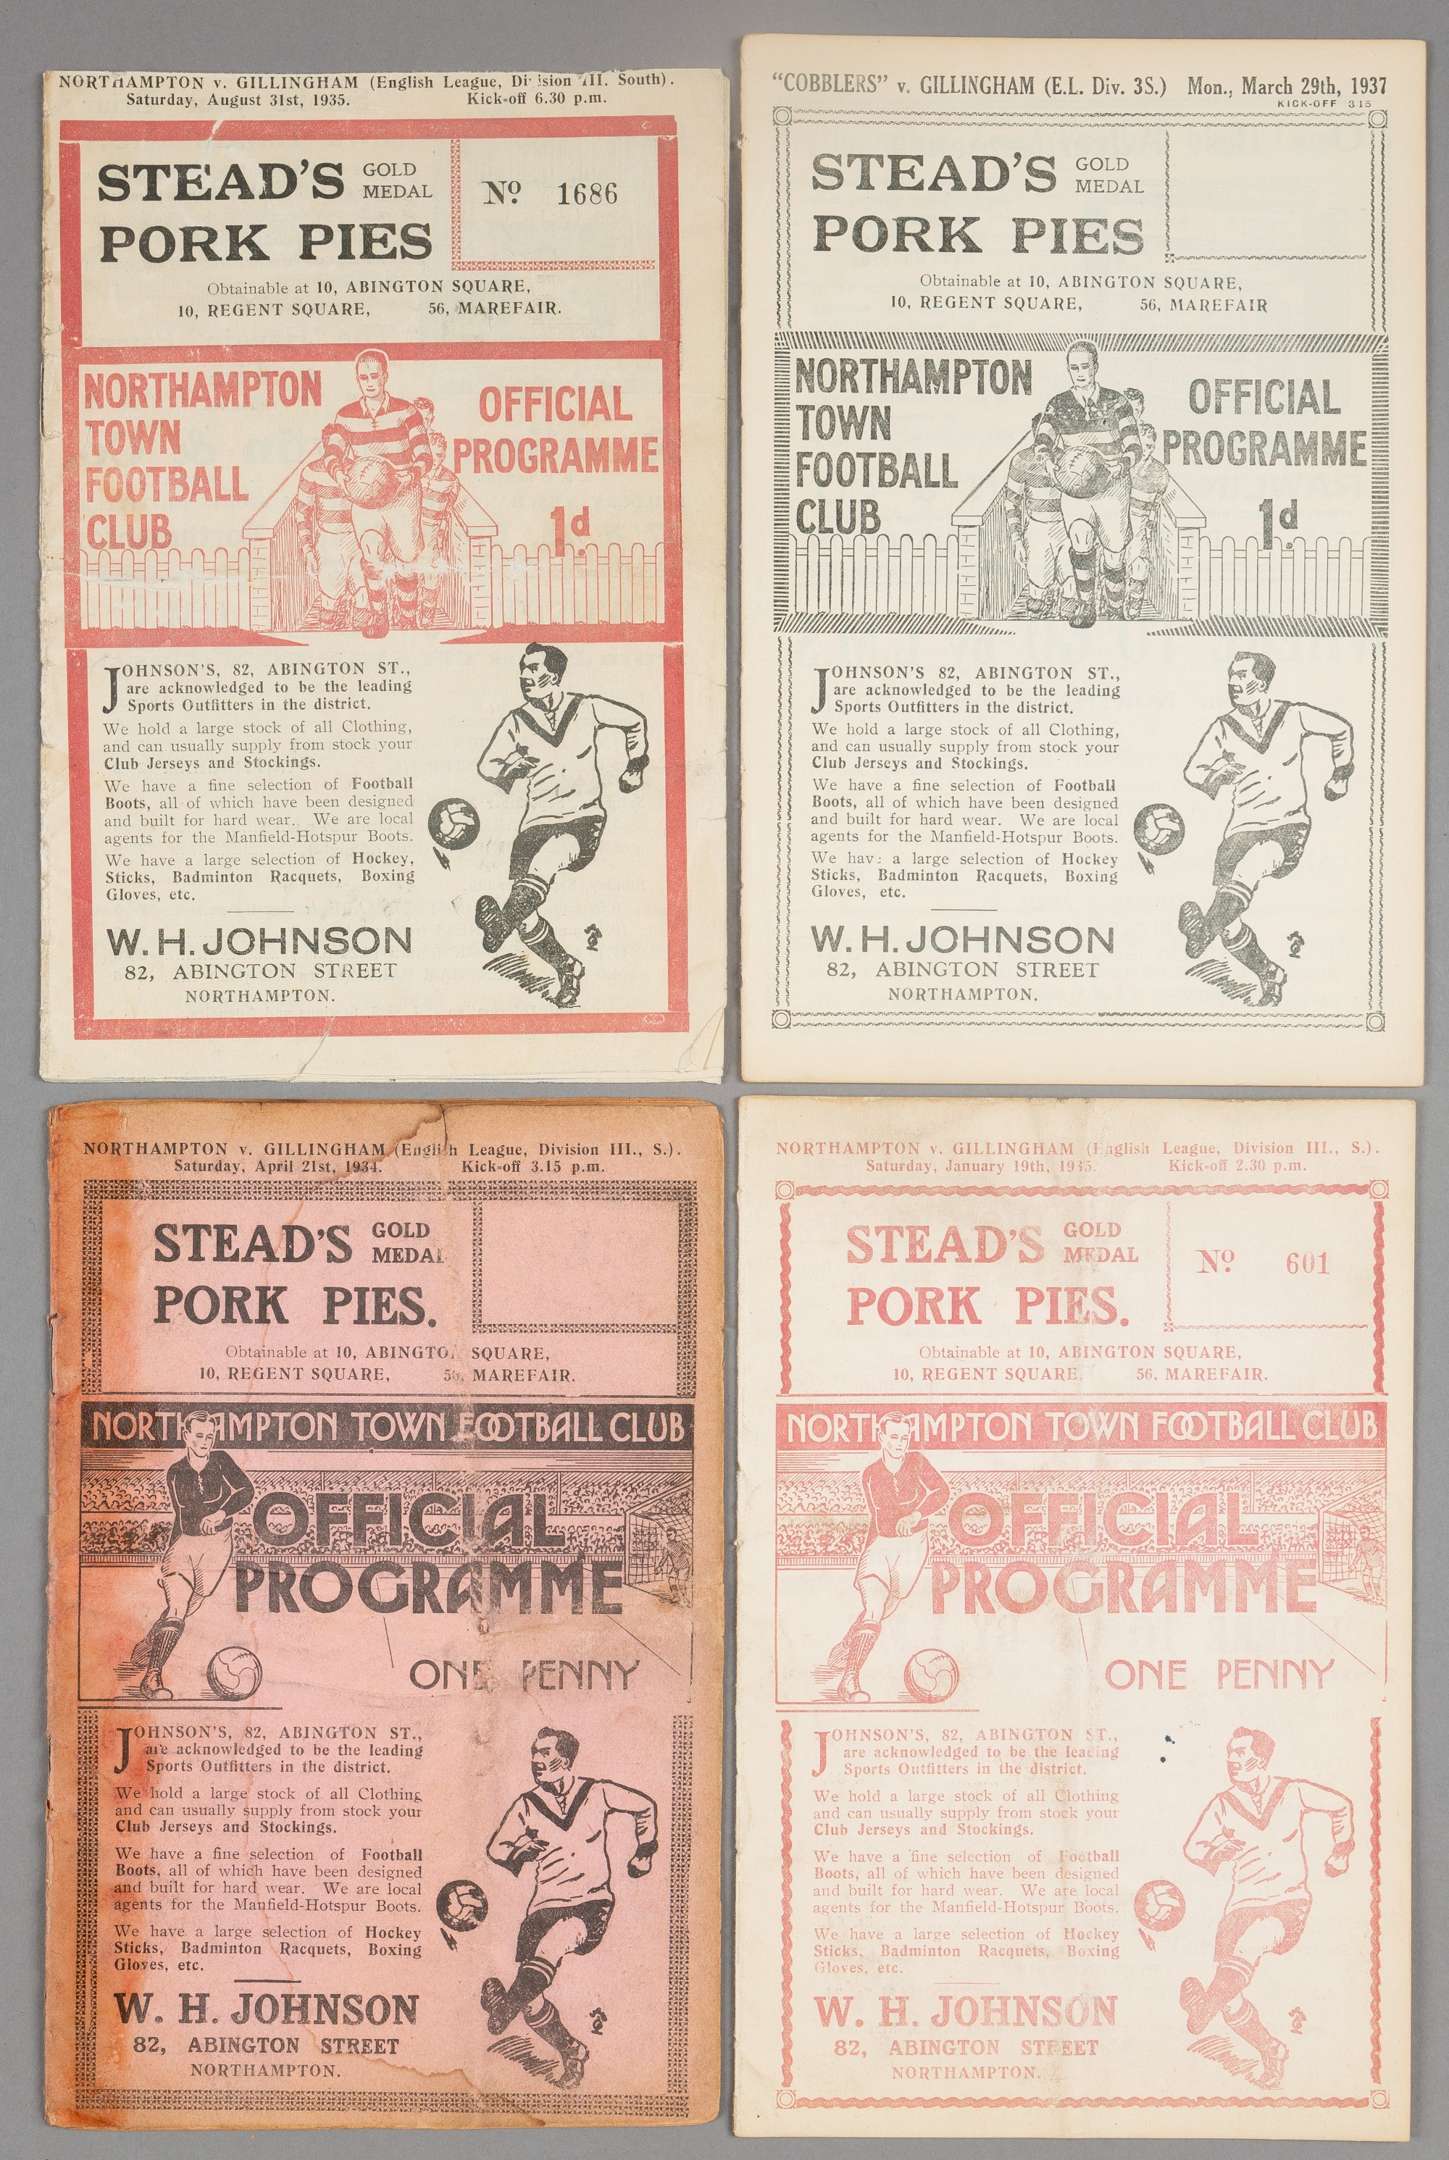 NORTHAMPTON v. GILLINGHAM (English League, Division III. South).
Saturday, August 31st, 1935. Kick-off 6.30 p.m.
STEAD'S GOLD MEDAL
PORK PIES
No. 1686
Obtainable at 10, ABINGTON SQUARE,
10, REGENT SQUARE, 56, MAREFAIR.
NORTHAMPTON
TOWN
FOOTBALL
CLUB
OFFICIAL
PROGRAMME
1d.
JOHNSON'S, 82, ABINGTON ST.,
are acknowledged to be the leading
Sports Outfitters in the district.
We hold a large stock of all Clothing,
and can usually supply from stock your
Club Jerseys and Stockings.
We have a fine selection of Football
Boots, all of which have been designed
and built for hard wear. We are local
agents for the Manfield-Hotspur Boots.
We have a large selection of Hockey,
Sticks, Badminton Racquets, Boxing
Gloves, etc.
W. H. JOHNSON
82, ABINGTON STREET
NORTHAMPTON.
"COBBLERS" v. GILLINGHAM (E.L. Div. 3S.) Mon., March 29th, 1937
KICK-OFF 3 15
STEAD'S GOLD MEDAL
PORK PIES
Obtainable at 10, ABINGTON SQUARE,
10, REGENT SQUARE, 56, MAREFAIR
NORTHAMPTON
TOWN
FOOTBALL
CLUB
OFFICIAL
PROGRAMME
1d.
JOHNSON'S 82, ABINGTON ST.,
are acknowledged to be the leading
Sports Outfitters in the district.
We hold a large stock of all Clothing,
and can usually supply from stock your
Club Jerseys and Stockings.
We have a fine selection of Football
Boots, all of which have been designed
and built for hard wear. We are local
agents for the Manfield-Hotspur Boots.
We have a large selection of Hockey
Sticks, Badminton Racquets, Boxing
Gloves, etc.
W. H. JOHNSON
82, ABINGTON STREET
NORTHAMPTON.
NORTHAMPTON v. GILLINGHAM (English League, Division III., S.).
Saturday, April 21st, 1934. Kick-off 3.15 p.m.
STEAD'S GOLD MEDAL
PORK PIES.
Obtainable at 10, ABINGTON SQUARE,
10, REGENT SQUARE, 56, MAREFAIR.
NORTHAMPTON TOWN FOOTBALL CLUB
OFFICIAL
PROGRAMME
ONE PENNY
JOHNSON'S, 82, ABINGTON ST.,
are acknowledged to be the leading
Sports Outfitters in the district.
We hold a large stock of all Clothing
and can usually supply from stock your
Club Jerseys and Stockings.
We have a fine selection of Football
Boots, all of which have been designed
and built for hard wear. We are local
agents for the Manfield-Hotspur Boots.
We have a large selection of Hockey
Sticks, Badminton Racquets, Boxing
Gloves, etc.
W. H. JOHNSON
82, ABINGTON STREET
NORTHAMPTON.
NORTHAMPTON v. GILLINGHAM (English League, Division III., S.).
Saturday, January 19th, 1935. Kick-off 2.30 p.m.
STEAD'S GOLD MEDAL
PORK PIES.
No. 601
Obtainable at 10, ABINGTON SQUARE,
10, REGENT SQUARE, 56, MAREFAIR.
NORTHAMPTON TOWN FOOTBALL CLUB
OFFICIAL
PROGRAMME
ONE PENNY
JOHNSON'S, 82, ABINGTON ST.,
are acknowledged to be the leading
Sports Outfitters in the district.
We hold a large stock of all Clothing
and can usually supply from stock your
Club Jerseys and Stockings.
We have a fine selection of Football
Boots, all of which have been designed
and built for hard wear. We are local
agents for the Manfield-Hotspur Boots.
We have a large selection of Hockey
Sticks, Badminton Racquets, Boxing
Gloves, etc.
W. H. JOHNSON
82, ABINGTON STREET
NORTHAMPTON.